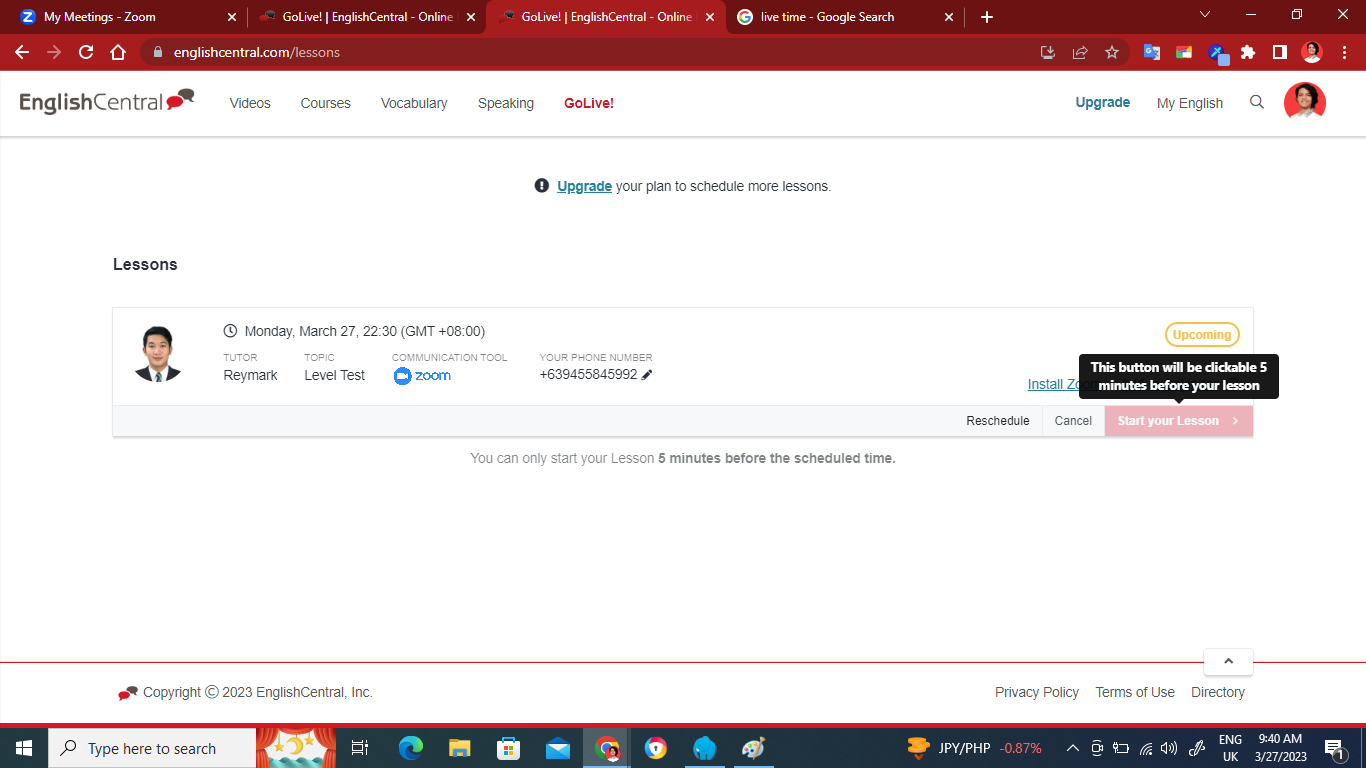 My Meetings - Zoom
GoLive! | EnglishCentral - Online
GoLive! | EnglishCentral - Online
live time - Google Search
englishcentral.com/lessons
EnglishCentral
Videos
Courses
Vocabulary
Speaking
GoLive!
Upgrade
My English
Upgrade your plan to schedule more lessons.
Lessons
Monday, March 27, 22:30 (GMT +08:00)
Upcoming
TUTOR
TOPIC
COMMUNICATION TOOL
YOUR PHONE NUMBER
Reymark
Level Test
zoom
+639455845992
This button will be clickable 5
minutes before your lesson
Install Zo
Reschedule
Cancel
Start your Lesson
You can only start your Lesson 5 minutes before the scheduled time.
Copyright © 2023 EnglishCentral, Inc.
Privacy Policy
Terms of Use
Directory
Type here to search
JPY/PHP -0.87%
ENG
UK
9:40 AM
3/27/2023
1